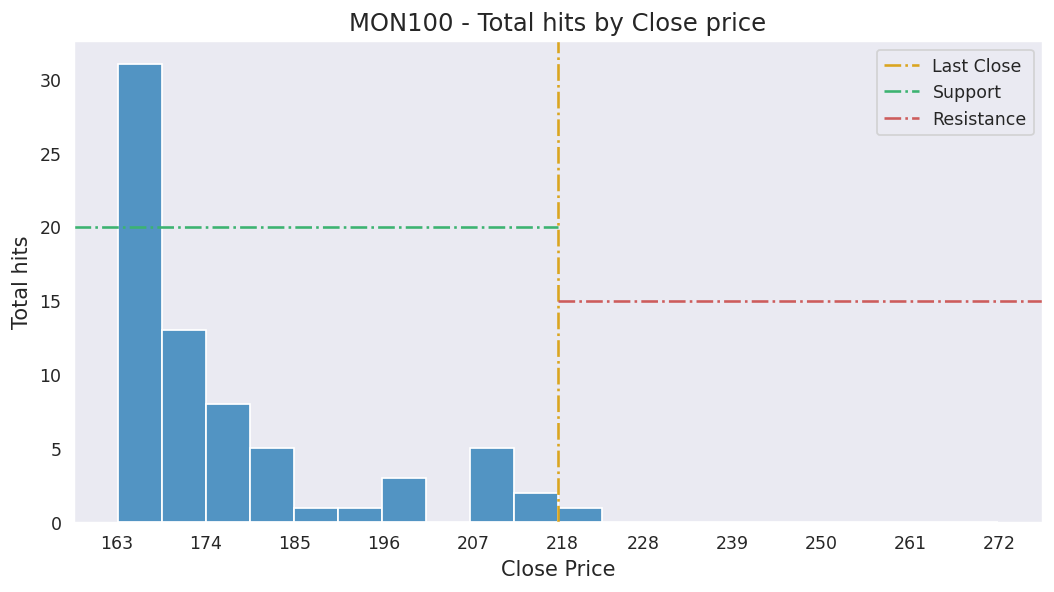 MON100 - Total hits by Close price
Last Close
Support
Resistance
Total hits
30
25
20
15
10
5
0
163 174 185 196 207 218 228 239 250 261 272
Close Price